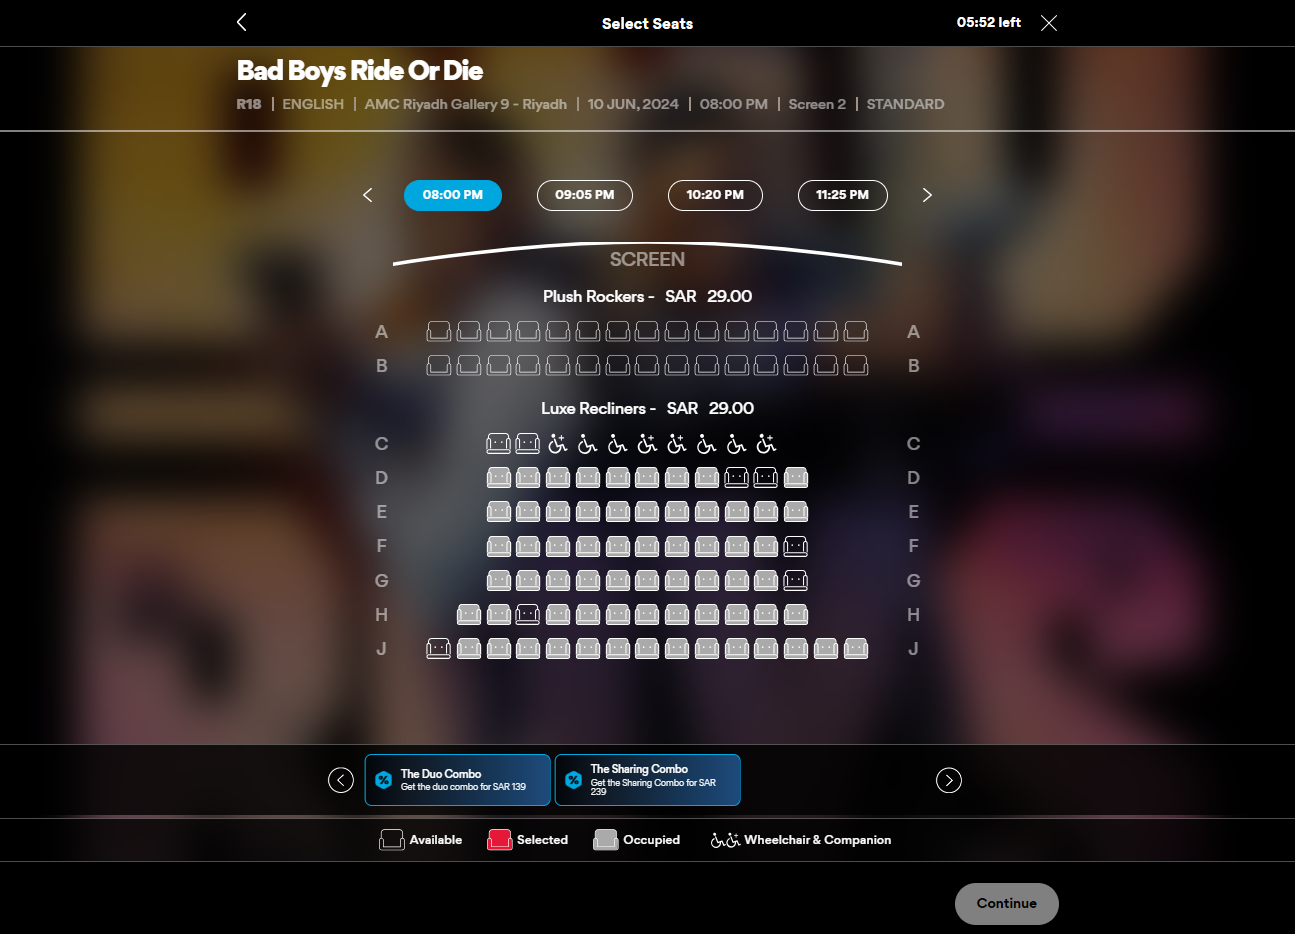 Select Seats
05:52 left
Bad Boys Ride Or Die
R18 | ENGLISH | AMC Riyadh Gallery 9 - Riyadh | 10 JUN, 2024 | 08:00 PM | Screen 2 | STANDARD
08:00 PM 09:05 PM 10:20 PM 11:25 PM
SCREEN
Plush Rockers - SAR 29.00
A A
B B
Luxe Recliners - SAR 29.00
C C
D D
E E
F F
G G
H H
J J
The Duo Combo
Get the duo combo for SAR 139
The Sharing Combo
Get the Sharing Combo for SAR
239
Available Selected Occupied Wheelchair & Companion
Continue